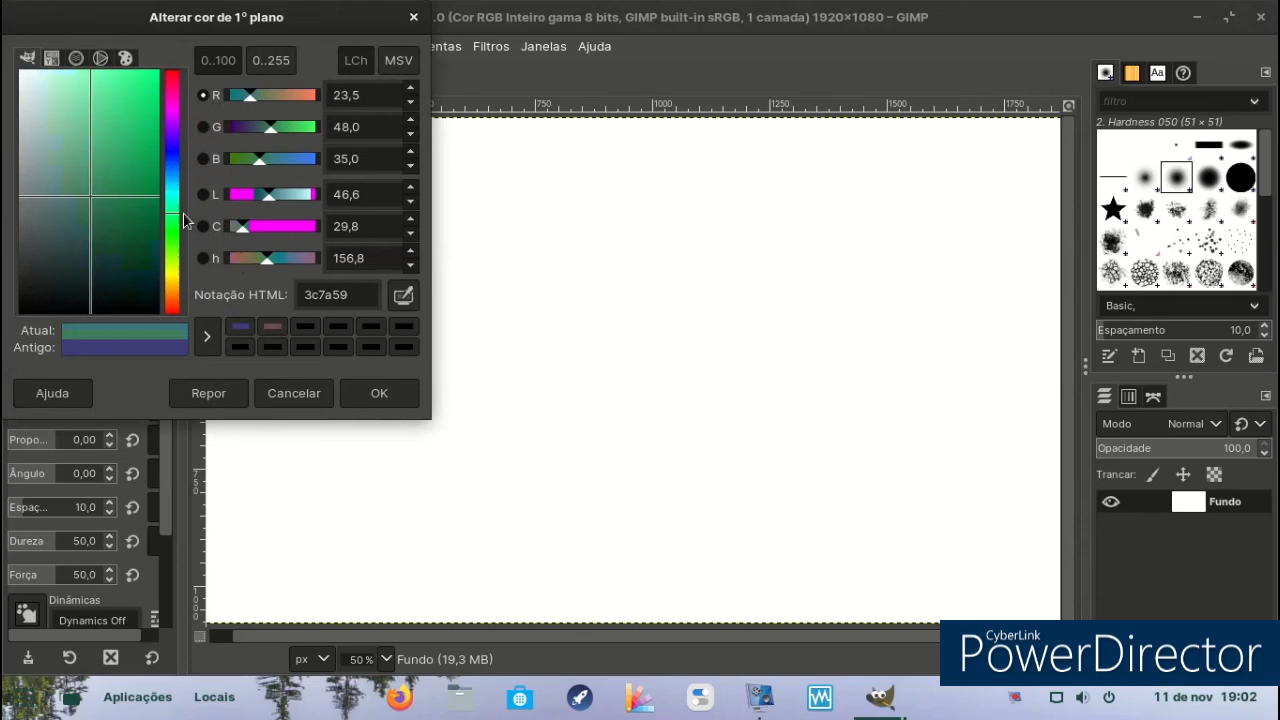 Alterar cor de 1º plano
.0 (Cor RGB Inteiro gama 8 bits, GIMP built-in sRGB, 1 camada) 1920×1080 – GIMP
entas Filtros Janelas Ajuda
0..100 0..255 LCh MSV
R 23,5
G 48,0
B 35,0
L 46,6
C 29,8
h 156,8
Notação HTML: 3c7a59
Atual:
Antigo:
Ajuda Repor Cancelar OK
750 1000 1250 1500 1750
filtro
2. Hardness 050 (51 × 51)
Basic,
Espaçamento 10,0
Modo Normal
Opacidade 100,0
Trancar:
Fundo
Propo... 0,00
Ângulo 0,00
Espaç... 10,0
Dureza 50,0
Força 50,0
Dinâmicas
Dynamics Off
750
1000
px 50 % Fundo (19,3 MB)
CyberLink
PowerDirector
Aplicações Locais 11 de nov 19:02